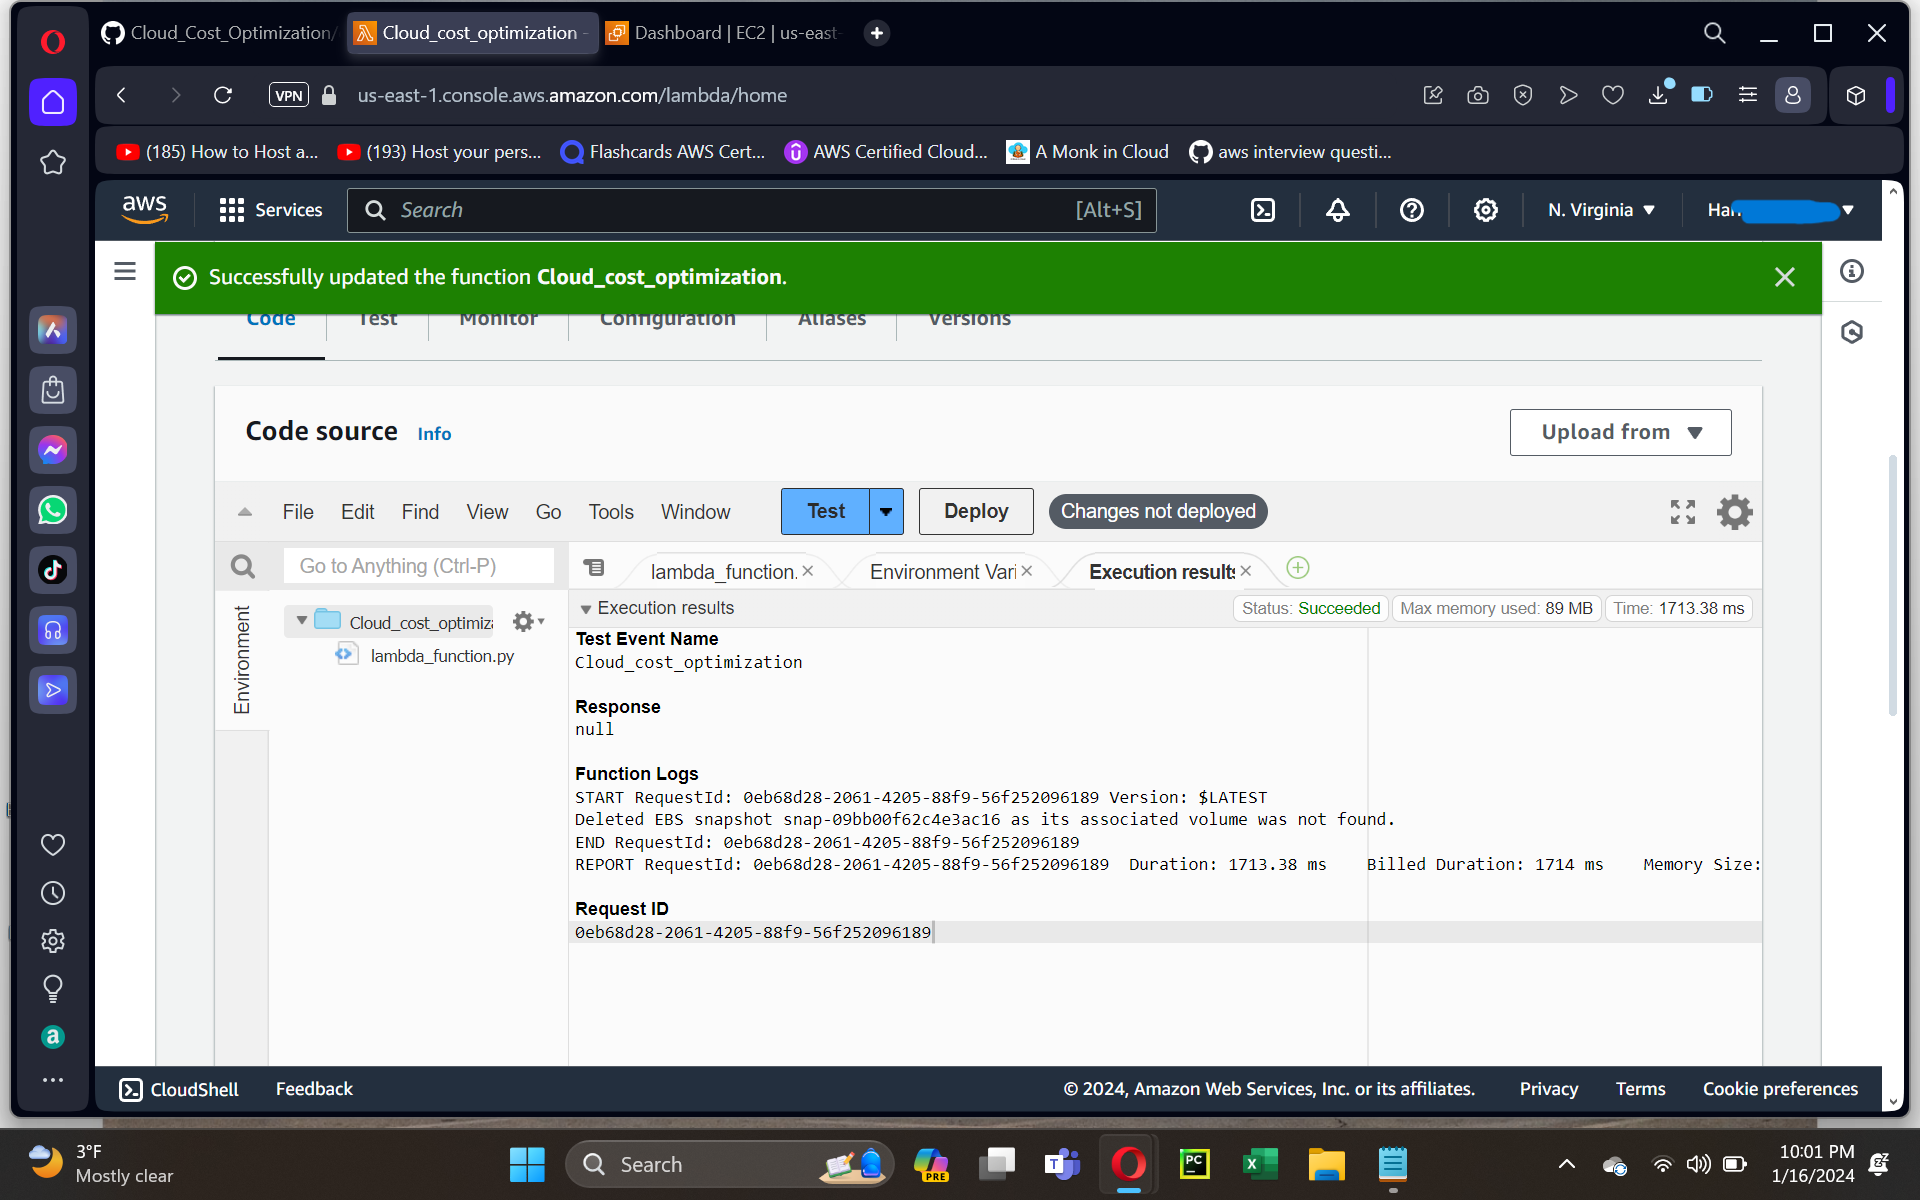 Cloud_Cost_Optimization/
Cloud_cost_optimization -
Dashboard | EC2 | us-east-
VPN
us-east-1.console.aws.amazon.com/lambda/home
(185) How to Host a...
(193) Host your pers...
Flashcards AWS Cert...
AWS Certified Cloud...
A Monk in Cloud
aws interview questi...
aws
Services
Search
[Alt+S]
N. Virginia
Successfully updated the function Cloud_cost_optimization.
Code
Test
Monitor
Configuration
Aliases
Versions
Code source
Info
Upload from
File
Edit
Find
View
Go
Tools
Window
Test
Deploy
Changes not deployed
Go to Anything (Ctrl-P)
lambda_function.
Environment Vari
Execution results
Environment
Cloud_cost_optimiza
lambda_function.py
Execution results
Status: Succeeded
Max memory used: 89 MB
Time: 1713.38 ms
Test Event Name
Cloud_cost_optimization
Response
null
Function Logs
START RequestId: 0eb68d28-2061-4205-88f9-56f252096189 Version: $LATEST
Deleted EBS snapshot snap-09bb00f62c4e3ac16 as its associated volume was not found.
END RequestId: 0eb68d28-2061-4205-88f9-56f252096189
REPORT RequestId: 0eb68d28-2061-4205-88f9-56f252096189 Duration: 1713.38 ms Billed Duration: 1714 ms Memory Size:
Request ID
0eb68d28-2061-4205-88f9-56f252096189
CloudShell
Feedback
© 2024, Amazon Web Services, Inc. or its affiliates.
Privacy
Terms
Cookie preferences
3°F
Mostly clear
Search
PRE
PC
10:01 PM
1/16/2024